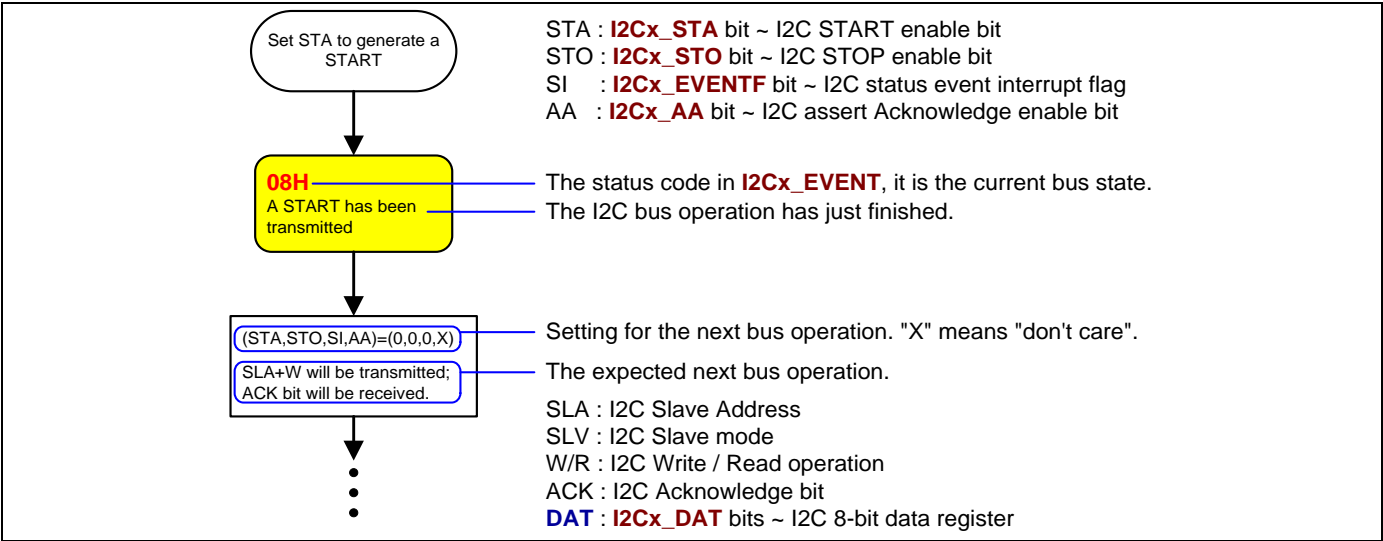 Set STA to generate a
START
STA : I2Cx_STA bit ~ I2C START enable bit
STO : I2Cx_STO bit ~ I2C STOP enable bit
SI : I2Cx_EVENTF bit ~ I2C status event interrupt flag
AA : I2Cx_AA bit ~ I2C assert Acknowledge enable bit
08H
A START has been
transmitted
The status code in I2Cx_EVENT, it is the current bus state.
The I2C bus operation has just finished.
(STA,STO,SI,AA)=(0,0,0,X)
SLA+W will be transmitted;
ACK bit will be received.
Setting for the next bus operation. "X" means "don't care".
The expected next bus operation.
SLA : I2C Slave Address
SLV : I2C Slave mode
W/R : I2C Write / Read operation
ACK : I2C Acknowledge bit
DAT : I2Cx_DAT bits ~ I2C 8-bit data register